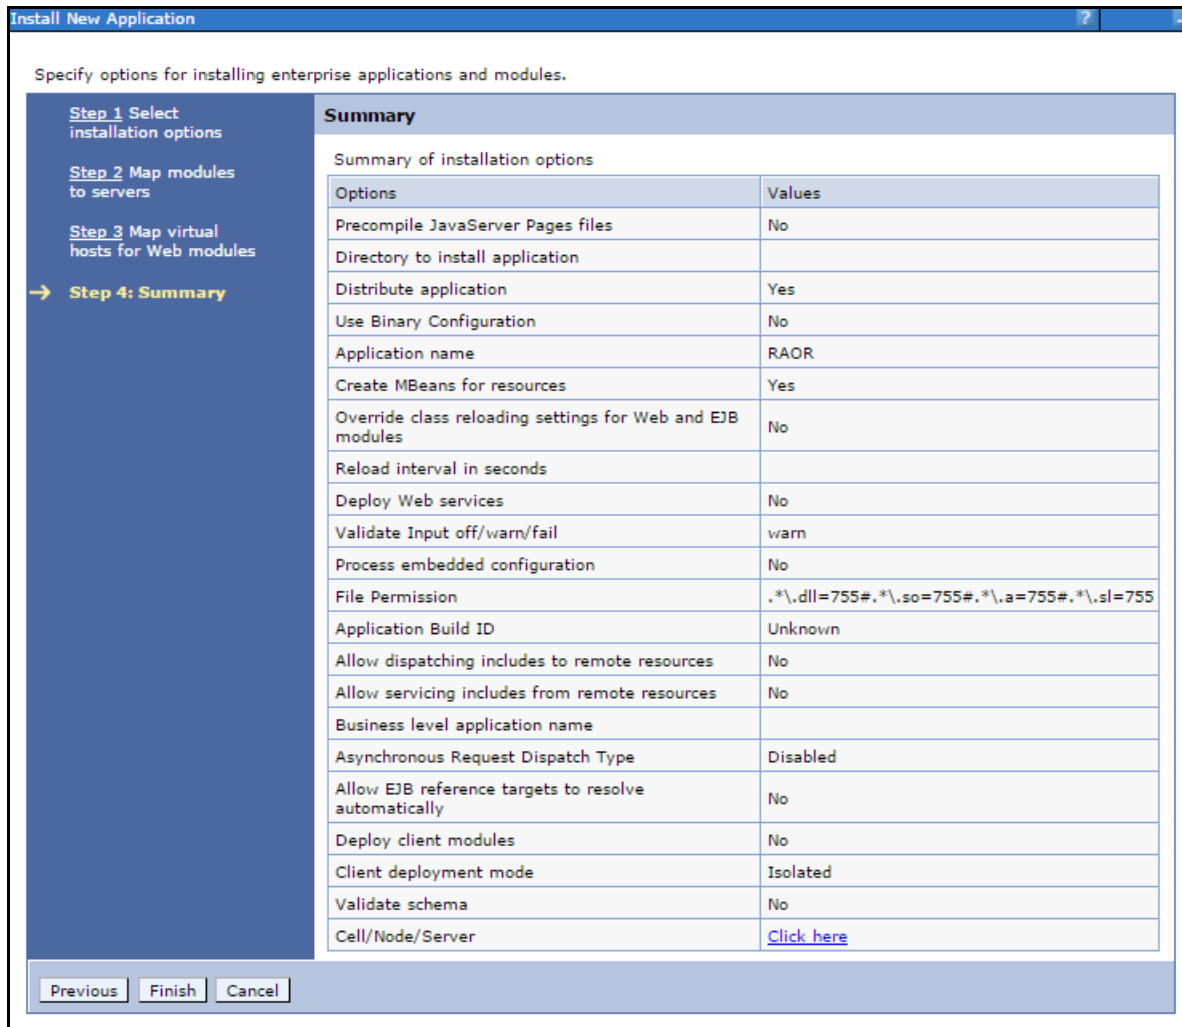 Install New Application ?
Specify options for installing enterprise applications and modules.
Step 1 Select
installation options
Step 2 Map modules
to servers
Step 3 Map virtual
hosts for Web modules
Step 4: Summary
Summary
Summary of installation options
Options Values
Precompile JavaServer Pages files No
Directory to install application
Distribute application Yes
Use Binary Configuration No
Application name RAOR
Create MBeans for resources Yes
Override class reloading settings for Web and EJB
modules No
Reload interval in seconds
Deploy Web services No
Validate Input off/warn/fail warn
Process embedded configuration No
File Permission .*\.dll=755#.*\.so=755#.*\.a=755#.*\.sl=755
Application Build ID Unknown
Allow dispatching includes to remote resources No
Allow servicing includes from remote resources No
Business level application name
Asynchronous Request Dispatch Type Disabled
Allow EJB reference targets to resolve
automatically No
Deploy client modules No
Client deployment mode Isolated
Validate schema No
Cell/Node/Server Click here
Previous Finish Cancel